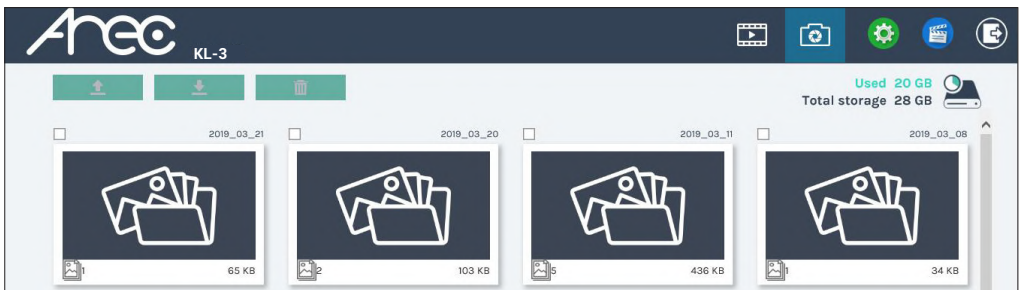 Arec KL-3
Used 20 GB
Total storage 28 GB
2019_03_21
2019_03_20
2019_03_11
2019_03_08
1 65 KB
2 103 KB
5 436 KB
1 34 KB